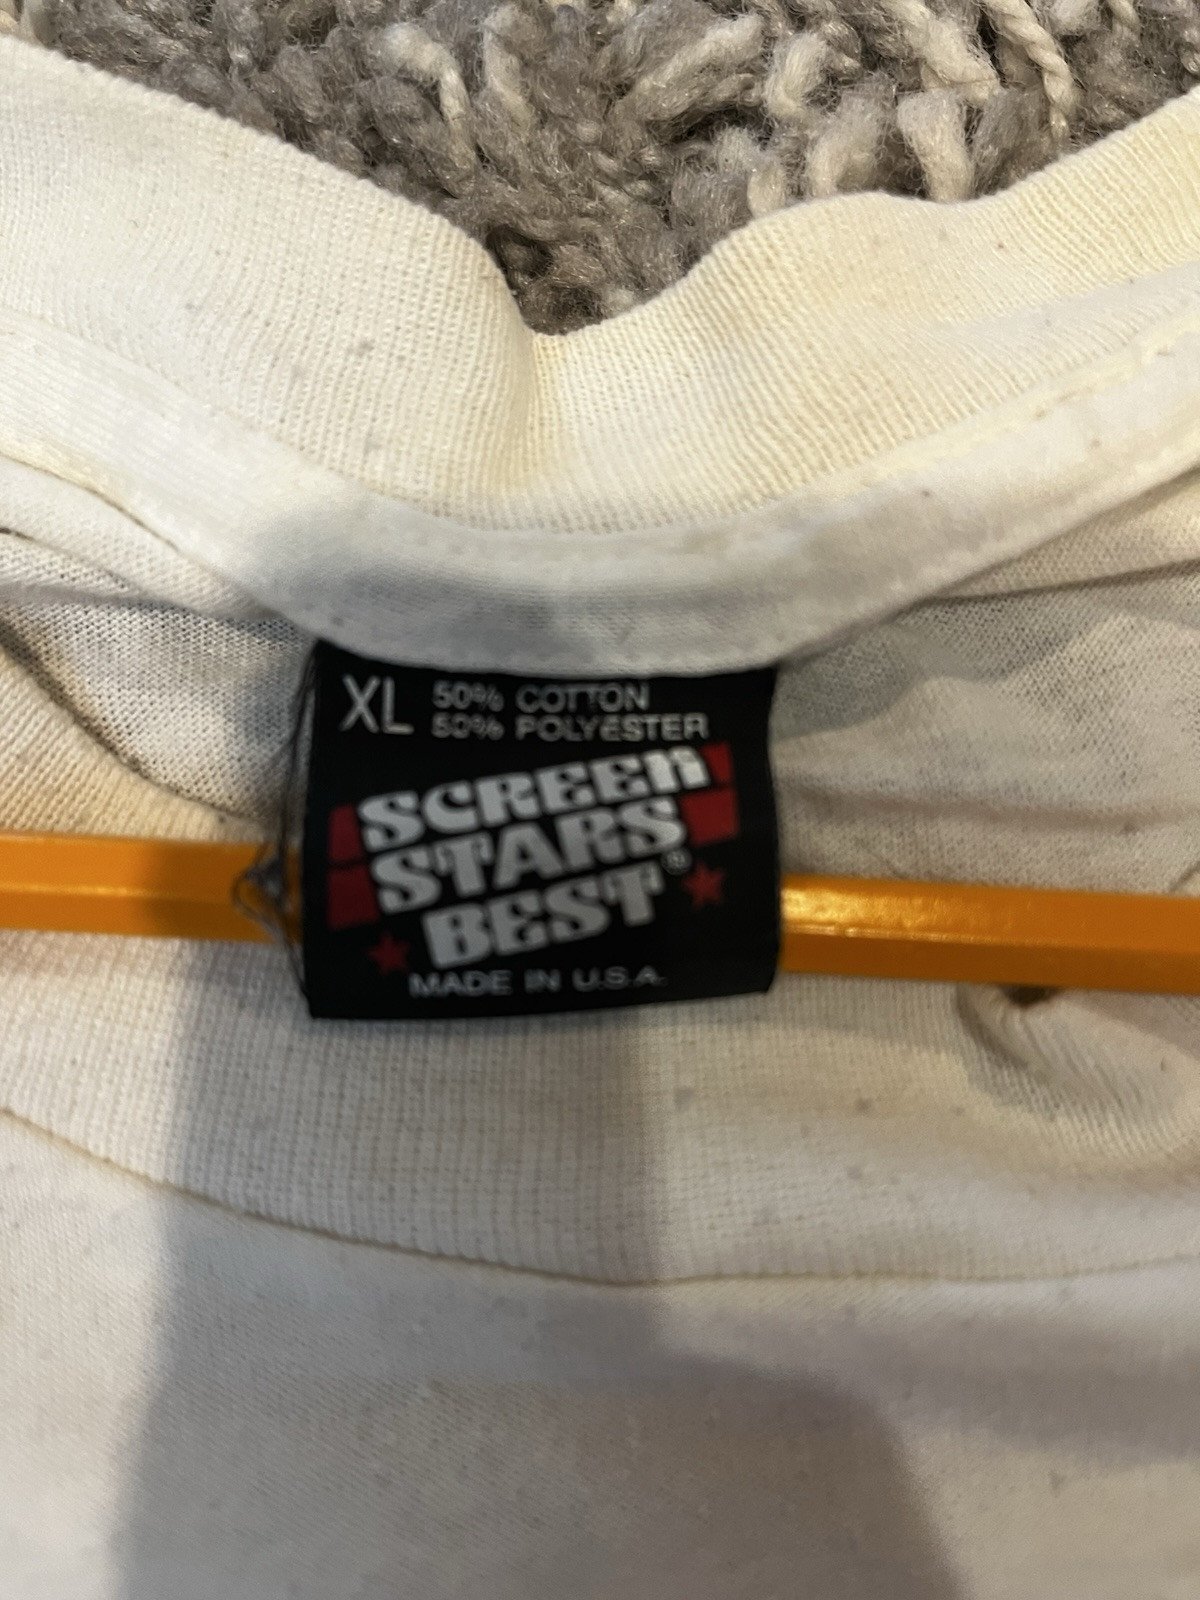 XL 50% COTTON
50% POLYESTER
SCREEN
STARS
BEST®
MADE IN U.S.A.